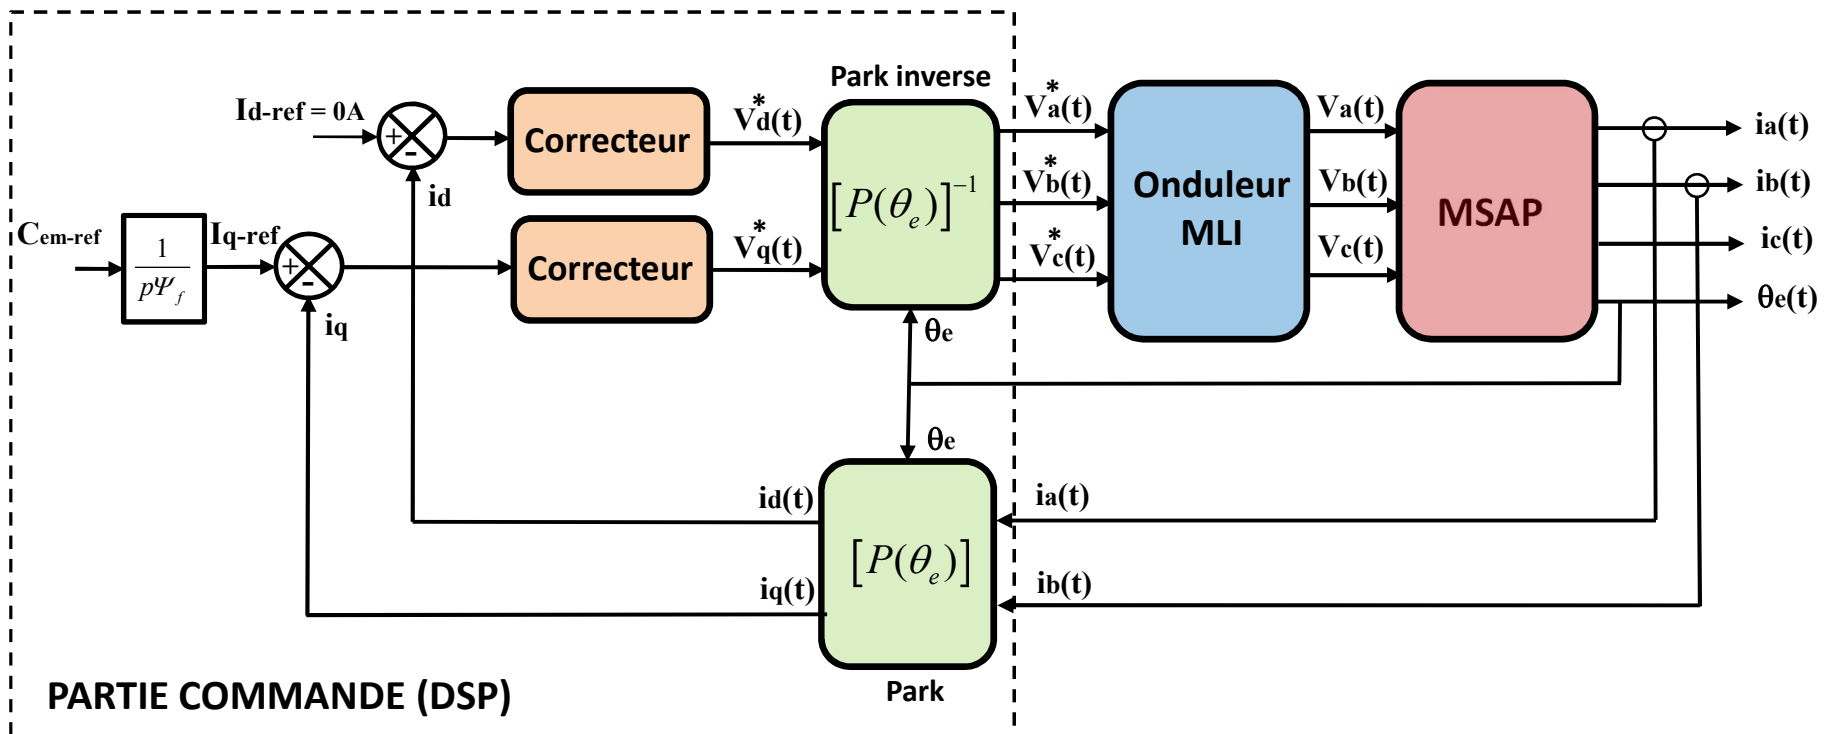 Park inverse
Id-ref = 0A
+
-
Correcteur
V*d(t)
[P(θe)]⁻¹
V*a(t)
V*b(t)
V*c(t)
Onduleur
MLI
Va(t)
Vb(t)
Vc(t)
MSAP
ia(t)
ib(t)
ic(t)
θe(t)
id
Cem-ref
1
pΨf
Iq-ref
+
-
Correcteur
V*q(t)
iq
θe
θe
id(t)
iq(t)
[P(θe)]
ia(t)
ib(t)
Park
PARTIE COMMANDE (DSP)